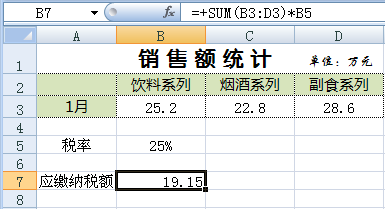 B7 fx =+SUM(B3:D3)*B5
A B C D
1 销售额统计 单位：万元
2 饮料系列 烟酒系列 副食系列
3 1月 25.2 22.8 28.6
4
5 税率 25%
6
7 应缴纳税额 19.15